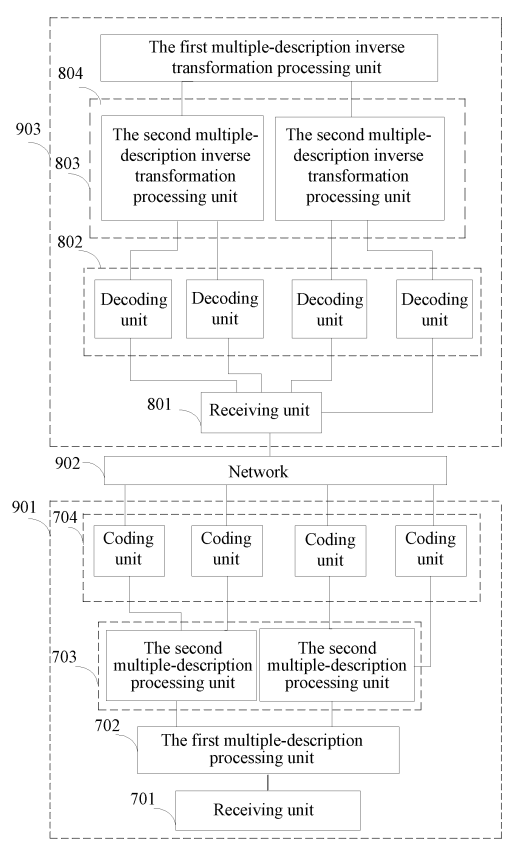 The first multiple-description inverse
transformation processing unit
804
903
The second multiple-
description inverse
transformation
processing unit
The second multiple-
description inverse
transformation
processing unit
803
802
Decoding
unit
Decoding
unit
Decoding
unit
Decoding
unit
801
Receiving unit
902
Network
901
704
Coding
unit
Coding
unit
Coding
unit
Coding
unit
703
The second
multiple-description
processing unit
The second
multiple-description
processing unit
702
The first multiple-description
processing unit
701
Receiving unit